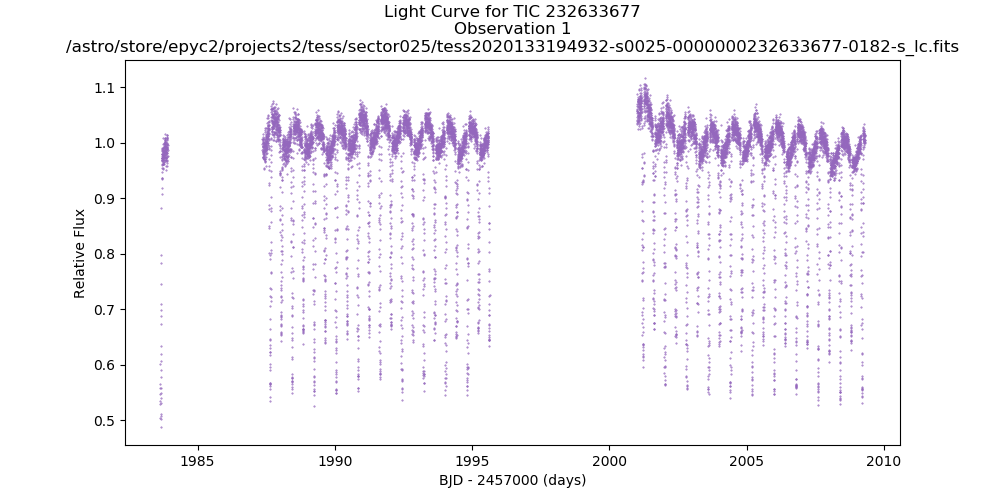 Light Curve for TIC 232633677
Observation 1
/astro/store/epyc2/projects2/tess/sector025/tess2020133194932-s0025-0000000232633677-0182-s_lc.fits
1.1
1.0
0.9
0.8
0.7
0.6
0.5
Relative Flux
1985
1990
1995
2000
2005
2010
BJD - 2457000 (days)